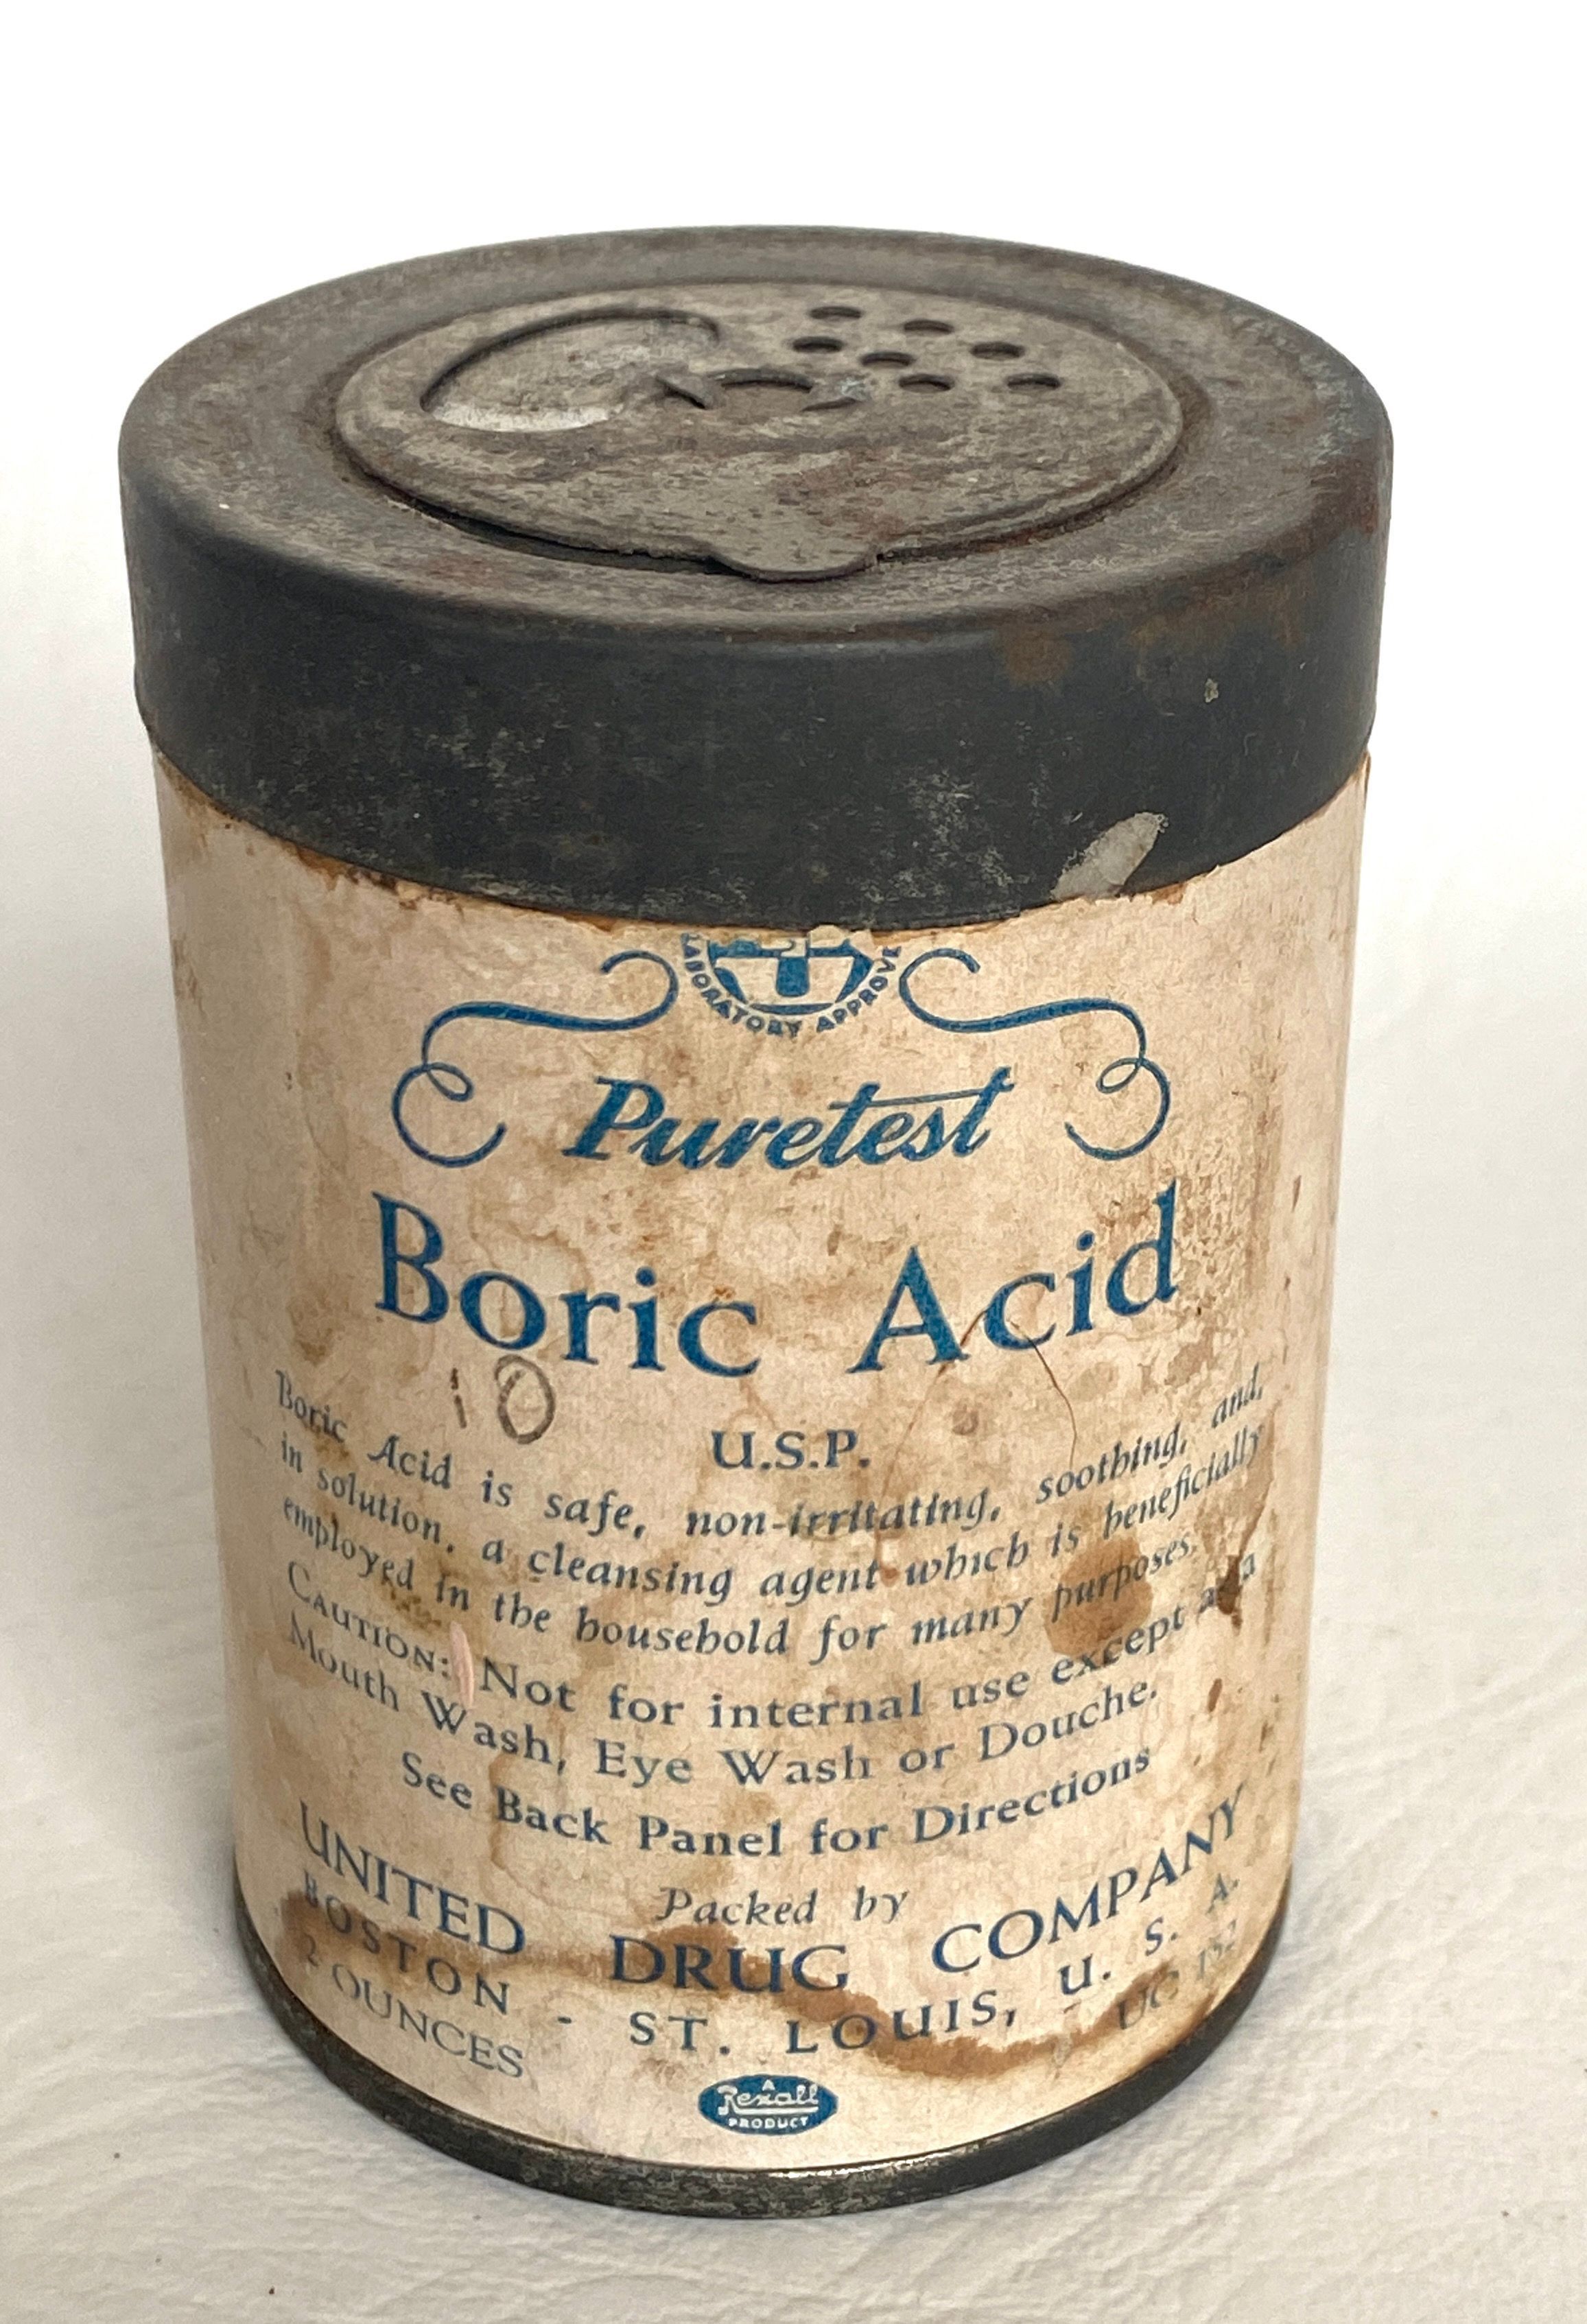 LABORATORY APPROVE
Puretest
Boric Acid
10
U.S.P.
Boric Acid is safe, non-irritating, soothing, and,
in solution, a cleansing agent which is beneficially
employed in the household for many purposes.
CAUTION: Not for internal use except as a
Mouth Wash, Eye Wash or Douche.
See Back Panel for Directions
Packed by
UNITED DRUG COMPANY
BOSTON - ST. LOUIS, U. S. A.
2 OUNCES UG 152
A
Rexall
PRODUCT